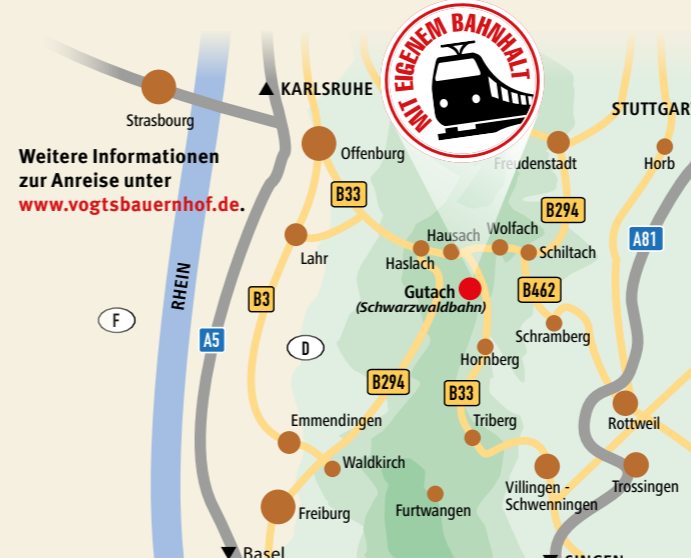 MIT EIGENEM BAHNHALT
KARLSRUHE
STUTTGAR
Strasbourg
Offenburg
Freudenstadt
Horb
Weitere Informationen
zur Anreise unter
www.vogtsbauernhof.de.
B33
B294
A81
Lahr
Haslach
Hausach
Wolfach
Schiltach
RHEIN
B3
Gutach
(Schwarzwaldbahn)
B462
F
A5
D
Schramberg
Hornberg
B294
B33
Emmendingen
Triberg
Rottweil
Waldkirch
Villingen -
Schwenningen
Trossingen
Freiburg
Furtwangen
Basel
SINGEN